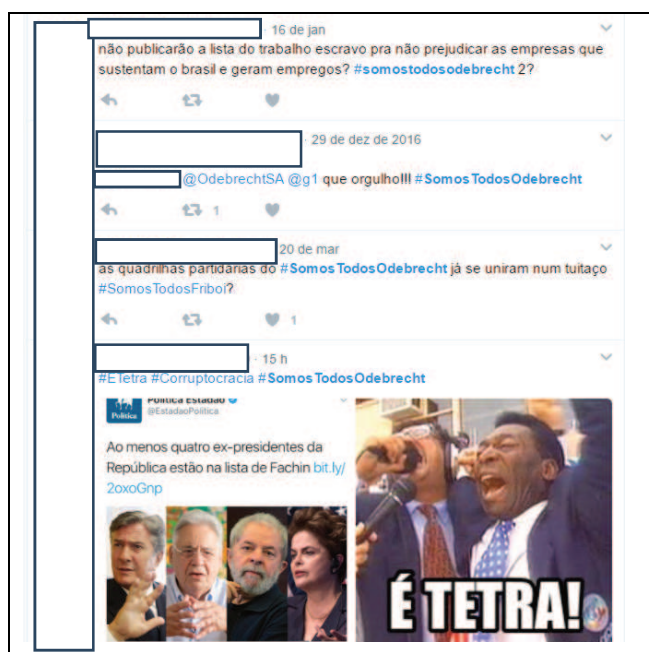 · 16 de jan
não publicarão a lista do trabalho escravo pra não prejudicar as empresas que
sustentam o brasil e geram empregos? #somostodosodebrecht 2?
· 29 de dez de 2016
@OdebrechtSA @g1 que orgulho!!! #SomosTodosOdebrecht
1
20 de mar
as quadrilhas partidárias do #SomosTodosOdebrecht já se uniram num tuitaço
#SomosTodosFriboi?
1
· 15 h
#ETetra #Corruptocracia #SomosTodosOdebrecht
Política
Política Estadão
@EstadaoPolitica
Ao menos quatro ex-presidentes da
República estão na lista de Fachin bit.ly/
2oxoGnp
É TETRA!